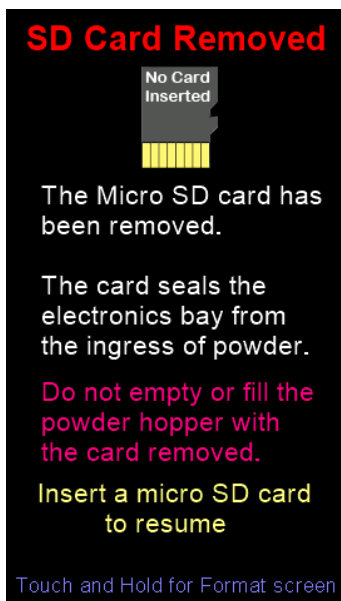 SD Card Removed
No Card
Inserted
The Micro SD card has
been removed.
The card seals the
electronics bay from
the ingress of powder.
Do not empty or fill the
powder hopper with
the card removed.
Insert a micro SD card
to resume
Touch and Hold for Format screen